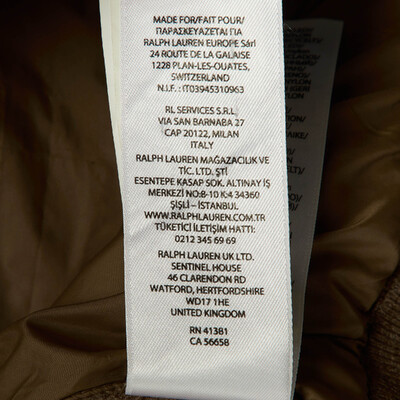 MADE FOR/FAIT POUR/
ΠΑΡΑΣΚΕΥΑΖΕΤΑΙ ΓΙΑ
RALPH LAUREN EUROPE Sàrl
24 ROUTE DE LA GALAISE
1228 PLAN-LES-OUATES,
SWITZERLAND
N.I.F. : IT03945310963
RL SERVICES S.R.L,
VIA SAN BARNABA 27
CAP 20122, MILAN
ITALY
RALPH LAUREN MAĞAZACILIK VE
TİC. LTD. ŞTİ
ESENTEPE KASAP SOK. ALTINAY İŞ
MERKEZİ NO:8-10 K:4 34360
ŞİŞLİ – İSTANBUL
WWW.RALPHLAUREN.COM.TR
TÜKETİCİ İLETİŞİM HATTI:
0212 345 69 69
RALPH LAUREN UK LTD.
SENTINEL HOUSE
46 CLARENDON RD
WATFORD, HERTFORDSHIRE
WD17 1HE
UNITED KINGDOM
RN 41381
CA 56658